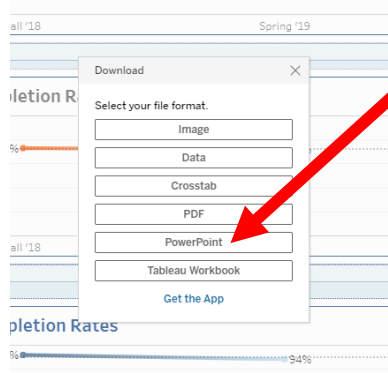 all '18 Spring '19
Download
letion R
Select your file format.
Image
Data
%
Crosstab
PDF
PowerPoint
all '18
Tableau Workbook
Get the App
pletion Rates
% 94%